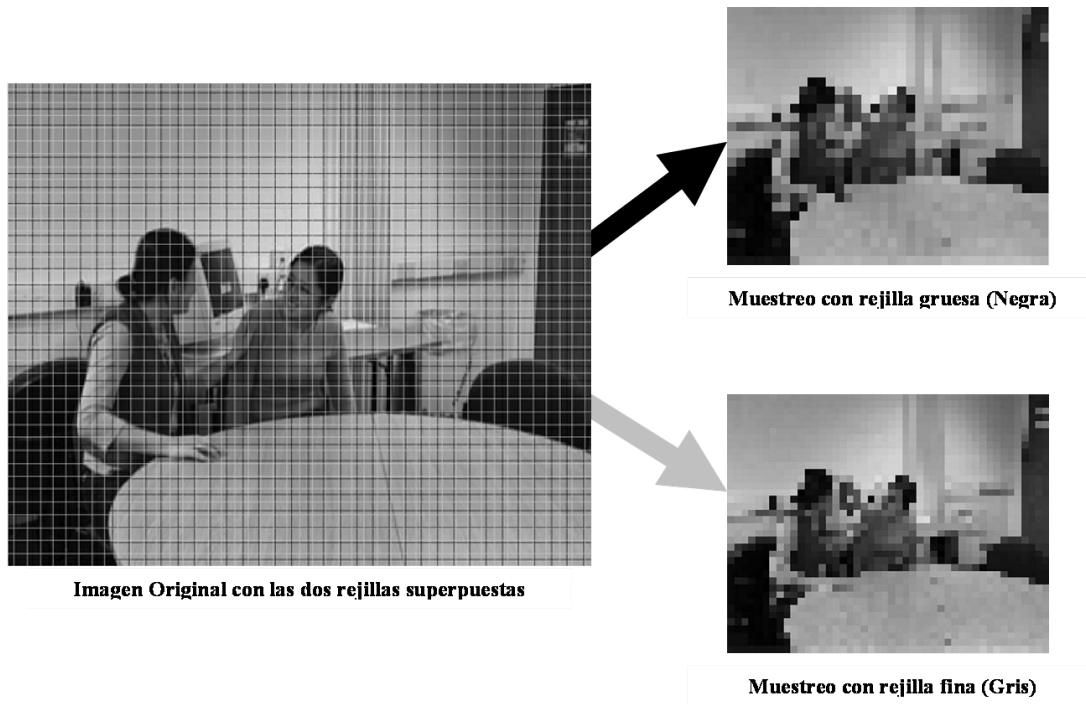 Muestreo con rejilla gruesa (Negra)
Imagen Original con las dos rejillas superpuestas
Muestreo con rejilla fina (Gris)